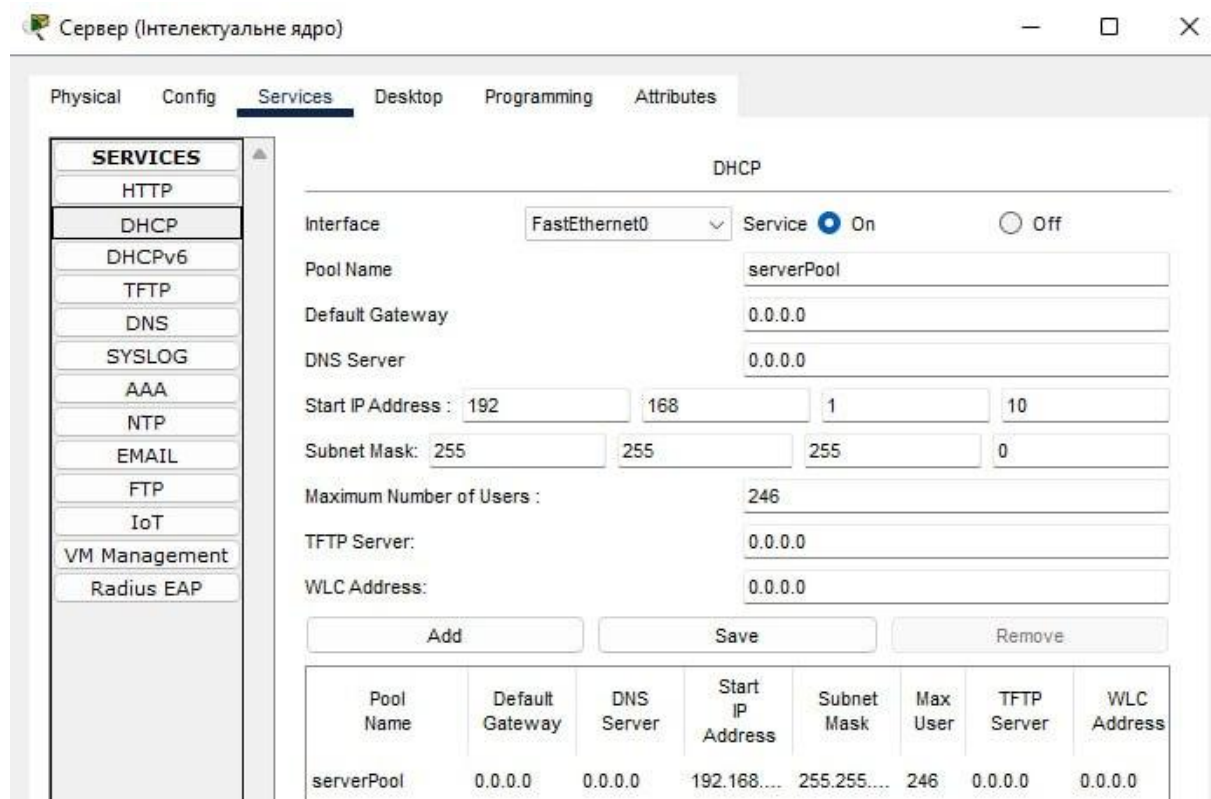 Сервер (Інтелектуальне ядро)
Physical Config Services Desktop Programming Attributes
SERVICES
HTTP
DHCP
DHCPv6
TFTP
DNS
SYSLOG
AAA
NTP
EMAIL
FTP
IoT
VM Management
Radius EAP
DHCP
Interface FastEthernet0 Service On Off
Pool Name serverPool
Default Gateway 0.0.0.0
DNS Server 0.0.0.0
Start IP Address : 192 168 1 10
Subnet Mask: 255 255 255 0
Maximum Number of Users : 246
TFTP Server: 0.0.0.0
WLC Address: 0.0.0.0
Add Save Remove
Pool Name Default Gateway DNS Server Start IP Address Subnet Mask Max User TFTP Server WLC Address
serverPool 0.0.0.0 0.0.0.0 192.168.... 255.255.... 246 0.0.0.0 0.0.0.0